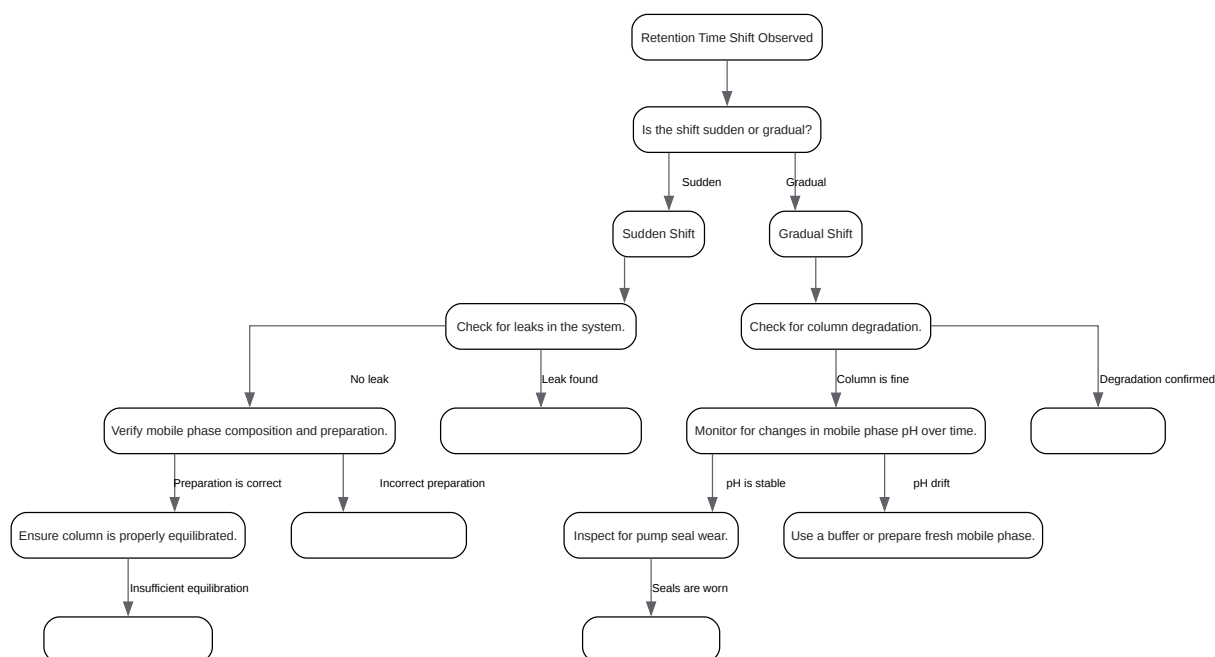 Retention Time Shift Observed
Is the shift sudden or gradual?
Sudden
Gradual
Sudden Shift
Gradual Shift
Check for leaks in the system.
Check for column degradation.
No leak
Leak found
Column is fine
Degradation confirmed
Verify mobile phase composition and preparation.
Monitor for changes in mobile phase pH over time.
Preparation is correct
Incorrect preparation
pH is stable
pH drift
Ensure column is properly equilibrated.
Inspect for pump seal wear.
Use a buffer or prepare fresh mobile phase.
Insufficient equilibration
Seals are worn